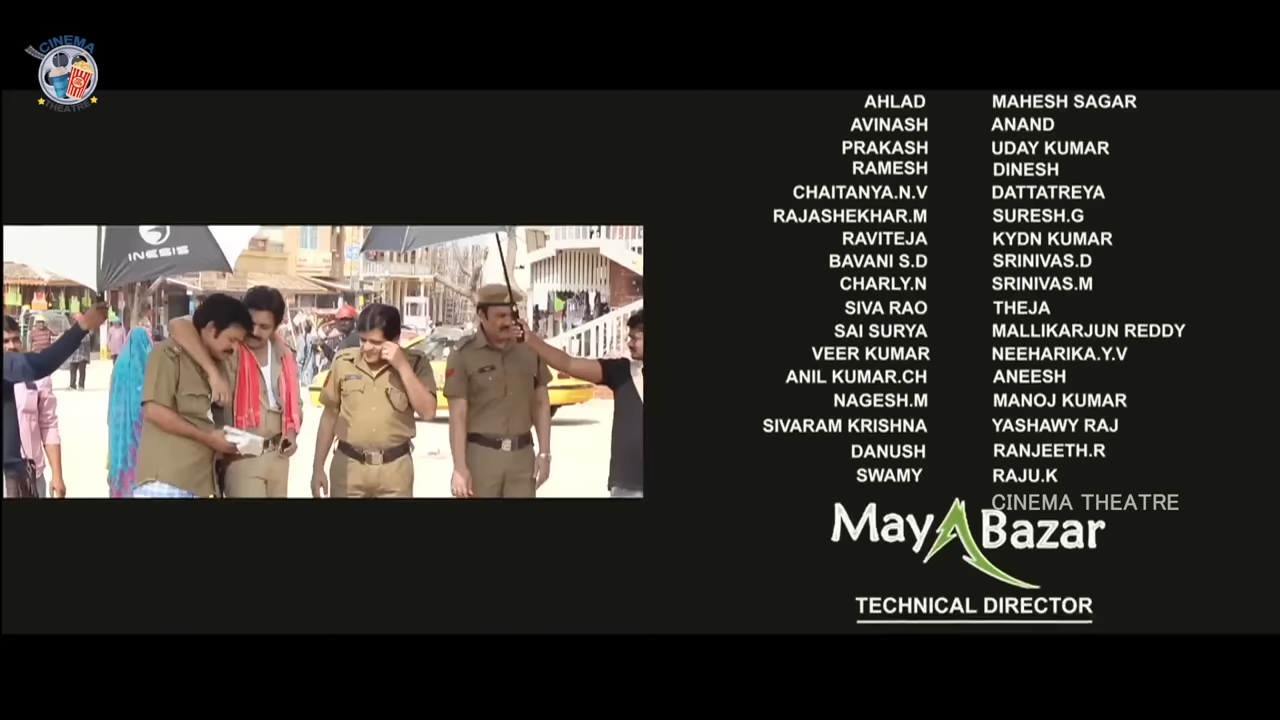 CINEMA
THEATRE
INESIS
AHLAD MAHESH SAGAR
AVINASH ANAND
PRAKASH UDAY KUMAR
RAMESH DINESH
CHAITANYA.N.V DATTATREYA
RAJASHEKHAR.M SURESH.G
RAVITEJA KYDN KUMAR
BAVANI S.D SRINIVAS.D
CHARLY.N SRINIVAS.M
SIVA RAO THEJA
SAI SURYA MALLIKARJUN REDDY
VEER KUMAR NEEHARIKA.Y.V
ANIL KUMAR.CH ANEESH
NAGESH.M MANOJ KUMAR
SIVARAM KRISHNA YASHAWY RAJ
DANUSH RANJEETH.R
SWAMY RAJU.K
CINEMA THEATRE
MayA Bazar
TECHNICAL DIRECTOR